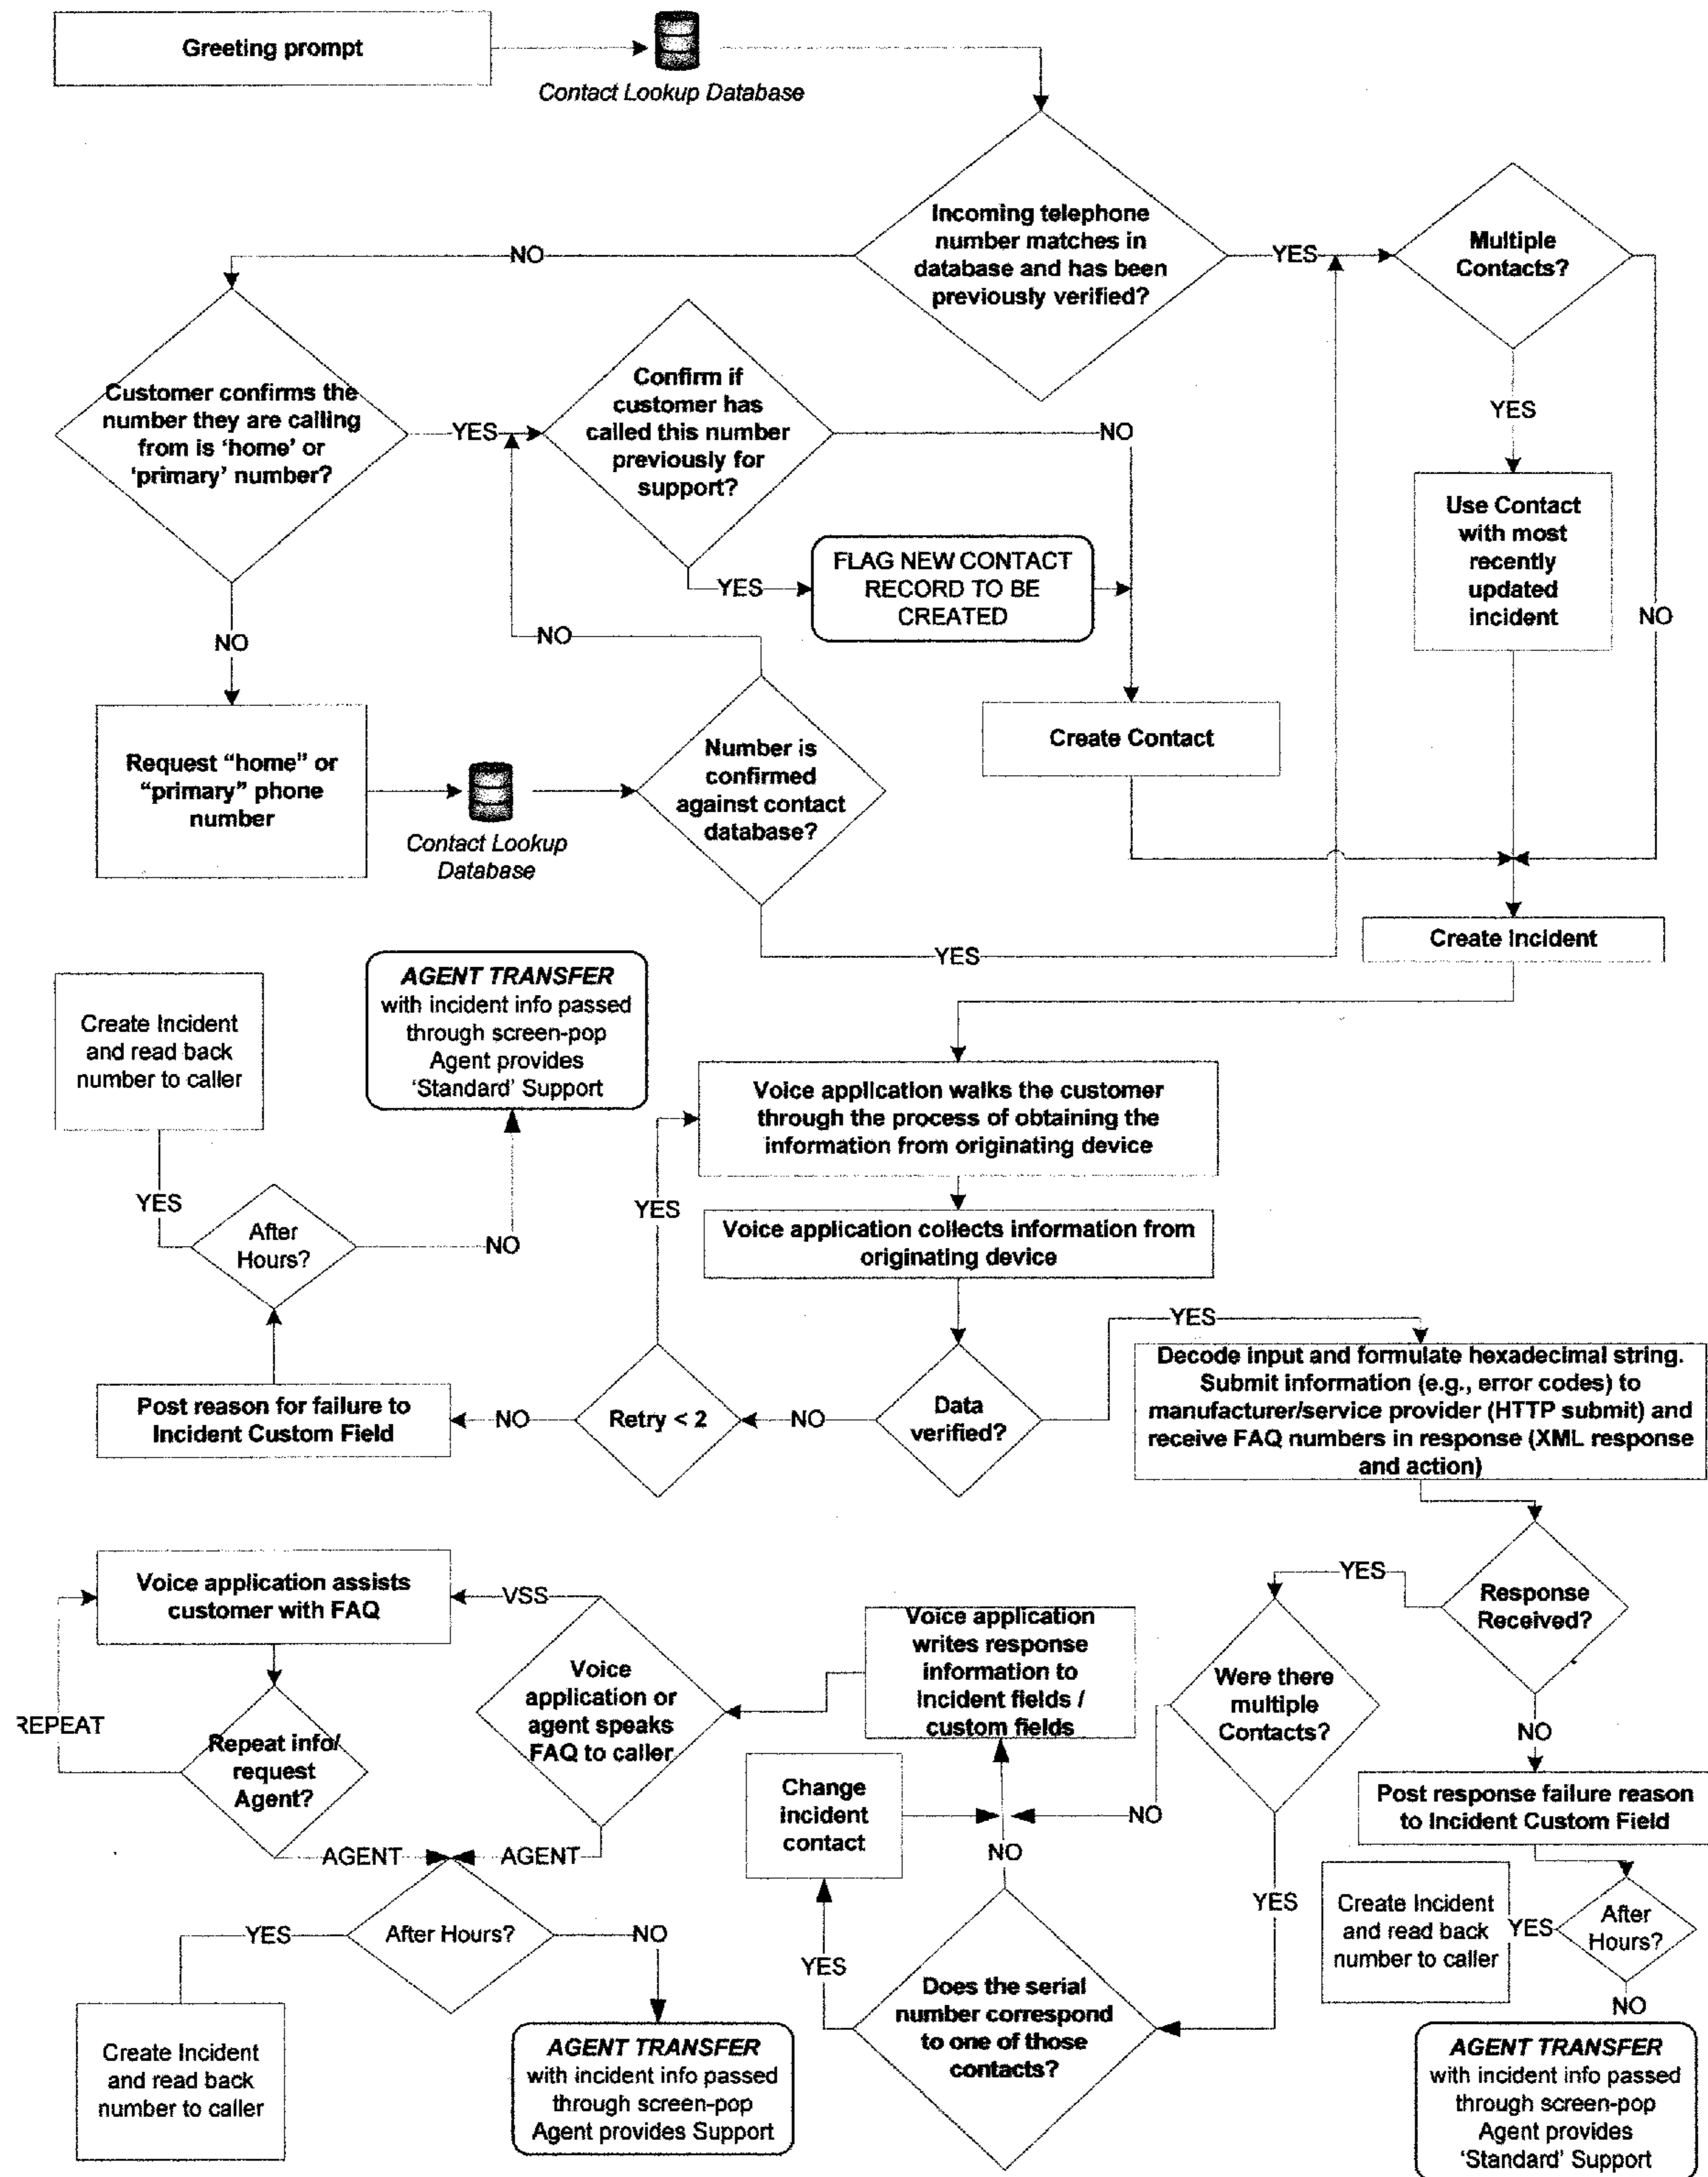 Greeting prompt
Contact Lookup Database
Incoming telephone
number matches in
database and has been
previously verified?
NO
YES
Multiple
Contacts?
Customer confirms the
number they are calling
from is ‘home’ or
‘primary’ number?
YES
Confirm if
customer has
called this number
previously for
support?
NO
YES
Use Contact
with most
recently
updated
incident
NO
YES
FLAG NEW CONTACT
RECORD TO BE
CREATED
NO
NO
Request “home” or
“primary” phone
number
Contact Lookup
Database
Number is
confirmed
against contact
database?
Create Contact
YES
Create Incident
Create Incident
and read back
number to caller
AGENT TRANSFER
with incident info passed
through screen-pop
Agent provides
‘Standard’ Support
Voice application walks the customer
through the process of obtaining the
information from originating device
YES
After
Hours?
NO
YES
Voice application collects information from
originating device
Post reason for failure to
Incident Custom Field
NO
Retry < 2
NO
Data
verified?
YES
Decode input and formulate hexadecimal string.
Submit information (e.g., error codes) to
manufacturer/service provider (HTTP submit) and
receive FAQ numbers in response (XML response
and action)
Voice application assists
customer with FAQ
VSS
Voice
application or
agent speaks
FAQ to caller
Voice application
writes response
information to
Incident fields /
custom fields
YES
Response
Received?
Were there
multiple
Contacts?
REPEAT
Repeat info/
request
Agent?
Change
incident
contact
NO
NO
NO
Post response failure reason
to Incident Custom Field
AGENT
AGENT
YES
After Hours?
NO
YES
YES
Does the serial
number correspond
to one of those
contacts?
Create Incident
and read back
number to caller
YES
After
Hours?
NO
Create Incident
and read back
number to caller
AGENT TRANSFER
with incident info passed
through screen-pop
Agent provides Support
AGENT TRANSFER
with incident info passed
through screen-pop
Agent provides
‘Standard’ Support